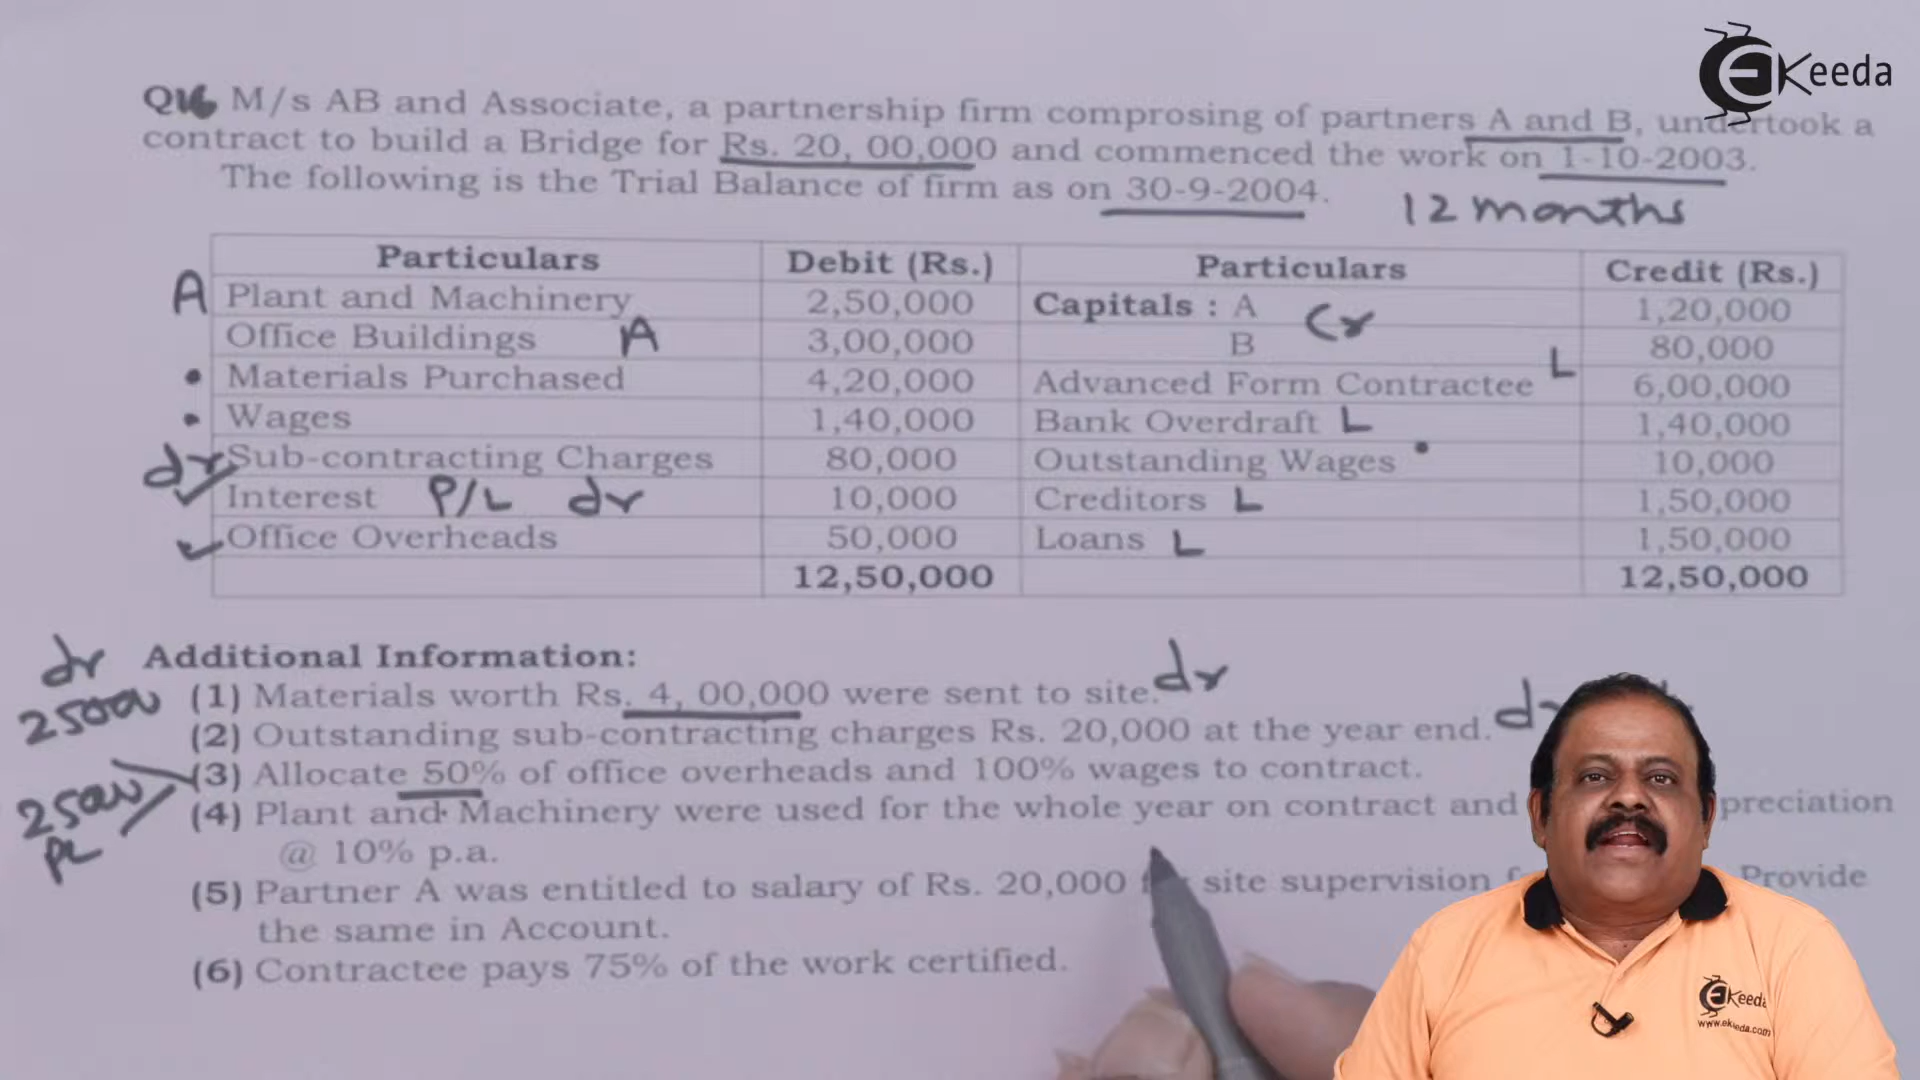 Keeda
Q16 M/s AB and Associate, a partnership firm comprosing of partners A and B, undertook a
contract to build a Bridge for Rs. 20, 00,000 and commenced the work on 1-10-2003.
The following is the Trial Balance of firm as on 30-9-2004.
12 months
Particulars Debit (Rs.) Particulars Credit (Rs.)
A Plant and Machinery 2,50,000 Capitals : A Cr 1,20,000
Office Buildings A 3,00,000 B 80,000
Materials Purchased 4,20,000 Advanced Form Contractee L 6,00,000
Wages 1,40,000 Bank Overdraft L 1,40,000
dr Sub-contracting Charges 80,000 Outstanding Wages 10,000
Interest P/L dr 10,000 Creditors L 1,50,000
Office Overheads 50,000 Loans L 1,50,000
12,50,000 12,50,000
Additional Information:
dr
25000
(1) Materials worth Rs. 4, 00,000 were sent to site. dr
(2) Outstanding sub-contracting charges Rs. 20,000 at the year end.
(3) Allocate 50% of office overheads and 100% wages to contract.
25000
PL
(4) Plant and Machinery were used for the whole year on contract and
@ 10% p.a.
(5) Partner A was entitled to salary of Rs. 20,000 site supervision Provide
the same in Account.
(6) Contractee pays 75% of the work certified.
Keeda
www.ekeeda.com